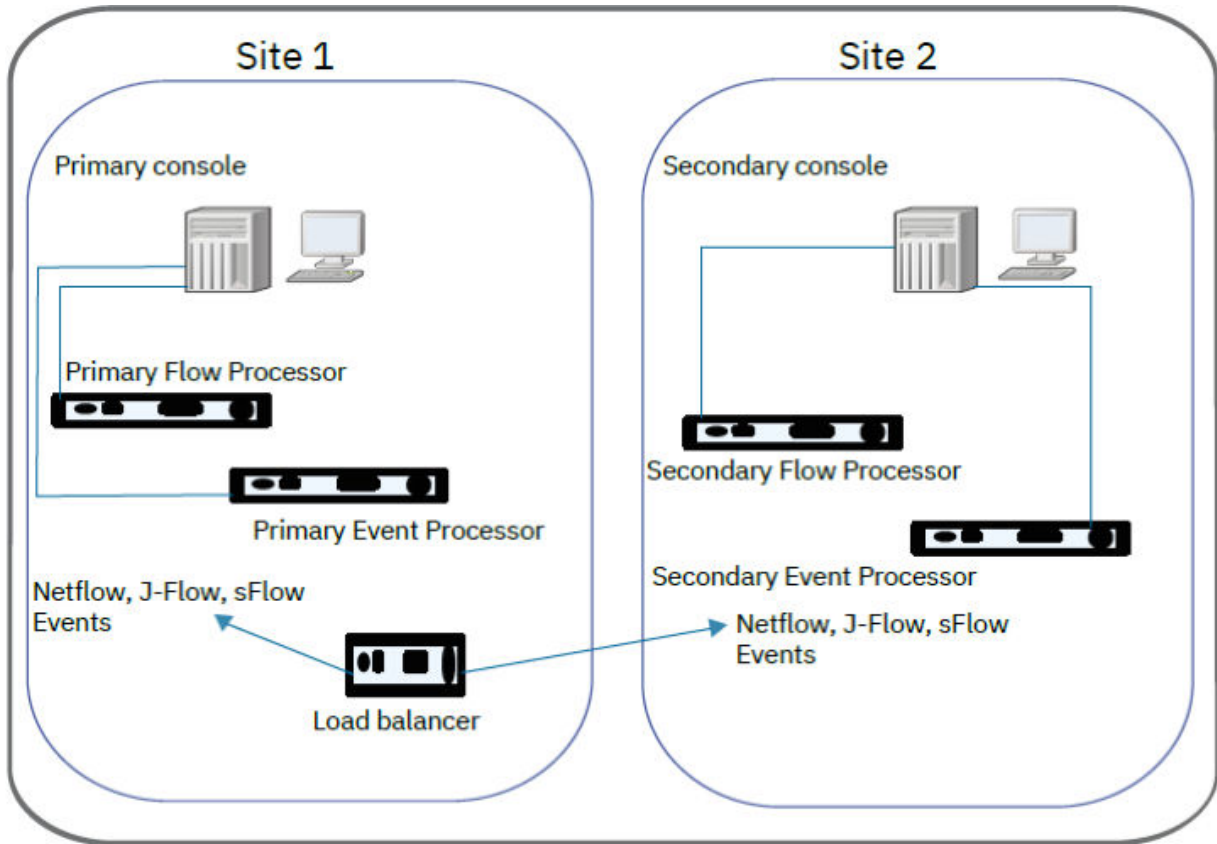 Site 1
Primary console
Primary Flow Processor
Primary Event Processor
Netflow, J-Flow, sFlow
Events
Load balancer
Site 2
Secondary console
Secondary Flow Processor
Secondary Event Processor
Netflow, J-Flow, sFlow
Events